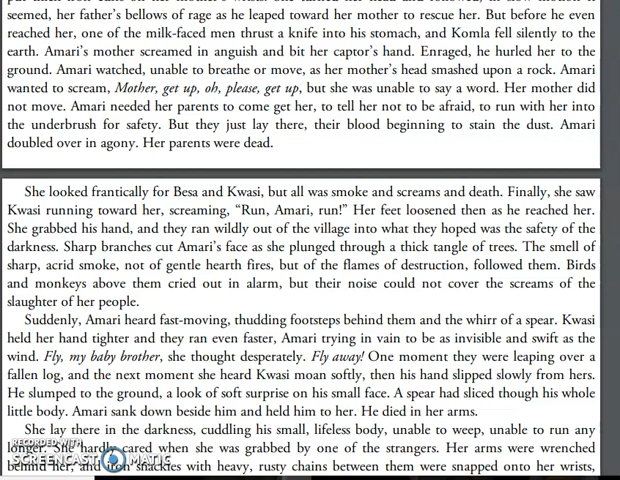 seemed, her father's bellows of rage as he leaped toward her mother to rescue her. But before he even
reached her, one of the milk-faced men thrust a knife into his stomach, and Komla fell silently to the
earth. Amari's mother screamed in anguish and bit her captor's hand. Enraged, he hurled her to the
ground. Amari watched, unable to breathe or move, as her mother's head smashed upon a rock. Amari
wanted to scream, Mother, get up, oh, please, get up, but she was unable to say a word. Her mother did
not move. Amari needed her parents to come get her, to tell her not to be afraid, to run with her into
the underbrush for safety. But they just lay there, their blood beginning to stain the dust. Amari
doubled over in agony. Her parents were dead.
She looked frantically for Besa and Kwasi, but all was smoke and screams and death. Finally, she saw
Kwasi running toward her, screaming, “Run, Amari, run!” Her feet loosened then as he reached her.
She grabbed his hand, and they ran wildly out of the village into what they hoped was the safety of the
darkness. Sharp branches cut Amari's face as she plunged through a thick tangle of trees. The smell of
sharp, acrid smoke, not of gentle hearth fires, but of the flames of destruction, followed them. Birds
and monkeys above them cried out in alarm, but their noise could not cover the screams of the
slaughter of her people.
Suddenly, Amari heard fast-moving, thudding footsteps behind them and the whirr of a spear. Kwasi
held her hand tighter and they ran even faster, Amari trying in vain to be as invisible and swift as the
wind. Fly, my baby brother, she thought desperately. Fly away! One moment they were leaping over a
fallen log, and the next moment she heard Kwasi moan softly, then his hand slipped slowly from hers.
He slumped to the ground, a look of soft surprise on his small face. A spear had sliced though his whole
little body. Amari sank down beside him and held him to her. He died in her arms.
She lay there in the darkness, cuddling his small, lifeless body, unable to weep, unable to run any
longer. She hardly cared when she was grabbed by one of the strangers. Her arms were wrenched
behind her, and iron shackles with heavy, rusty chains between them were snapped onto her wrists,
RECORDED WITH
SCREENCAST MATIC